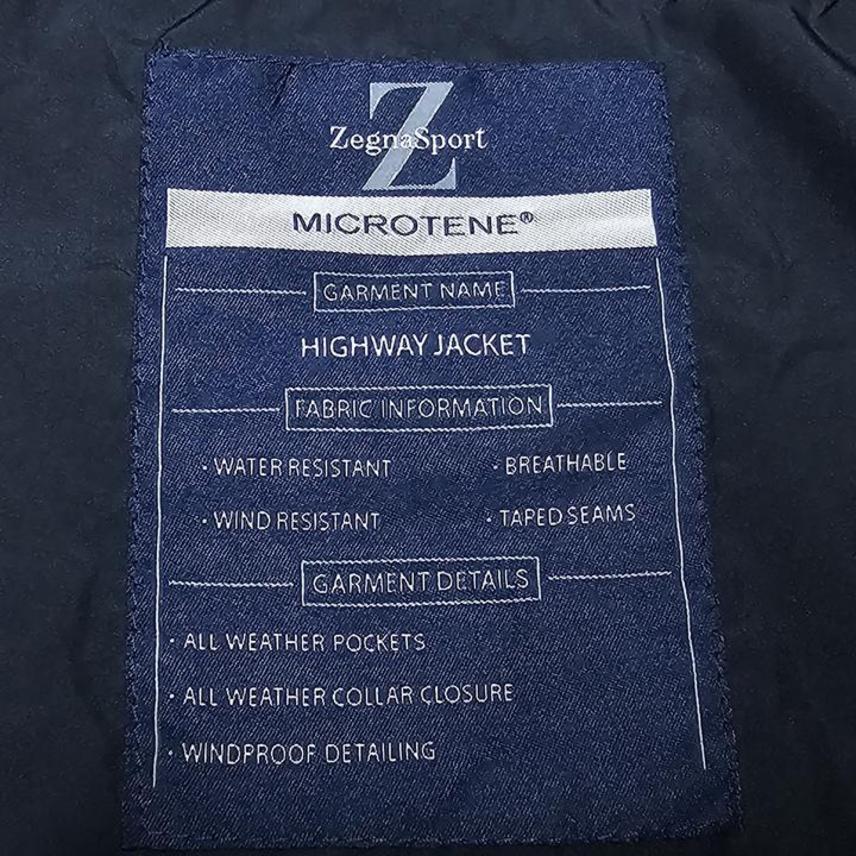 Z
ZegnaSport
MICROTENE®
GARMENT NAME
HIGHWAY JACKET
FABRIC INFORMATION
· WATER RESISTANT · BREATHABLE
· WIND RESISTANT · TAPED SEAMS
GARMENT DETAILS
· ALL WEATHER POCKETS
· ALL WEATHER COLLAR CLOSURE
· WINDPROOF DETAILING